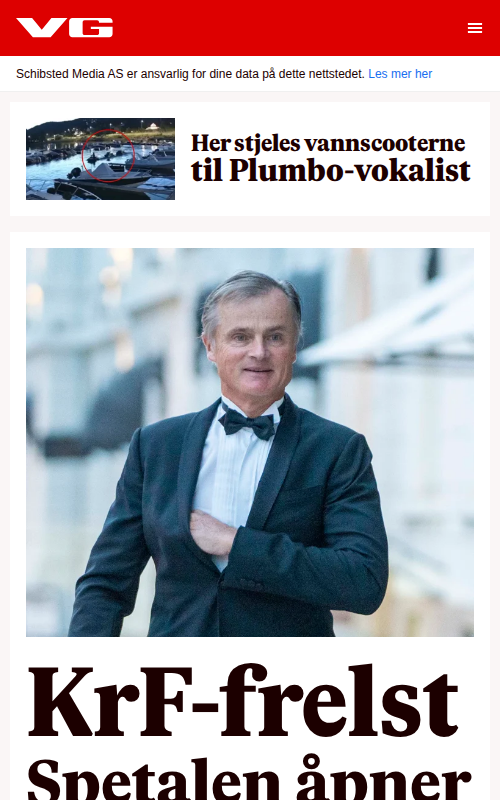 VG
Schibsted Media AS er ansvarlig for dine data på dette nettstedet. Les mer her
Her stjeles vannscooterne
til Plumbo-vokalist
KrF-frelst
Spetalen åpner